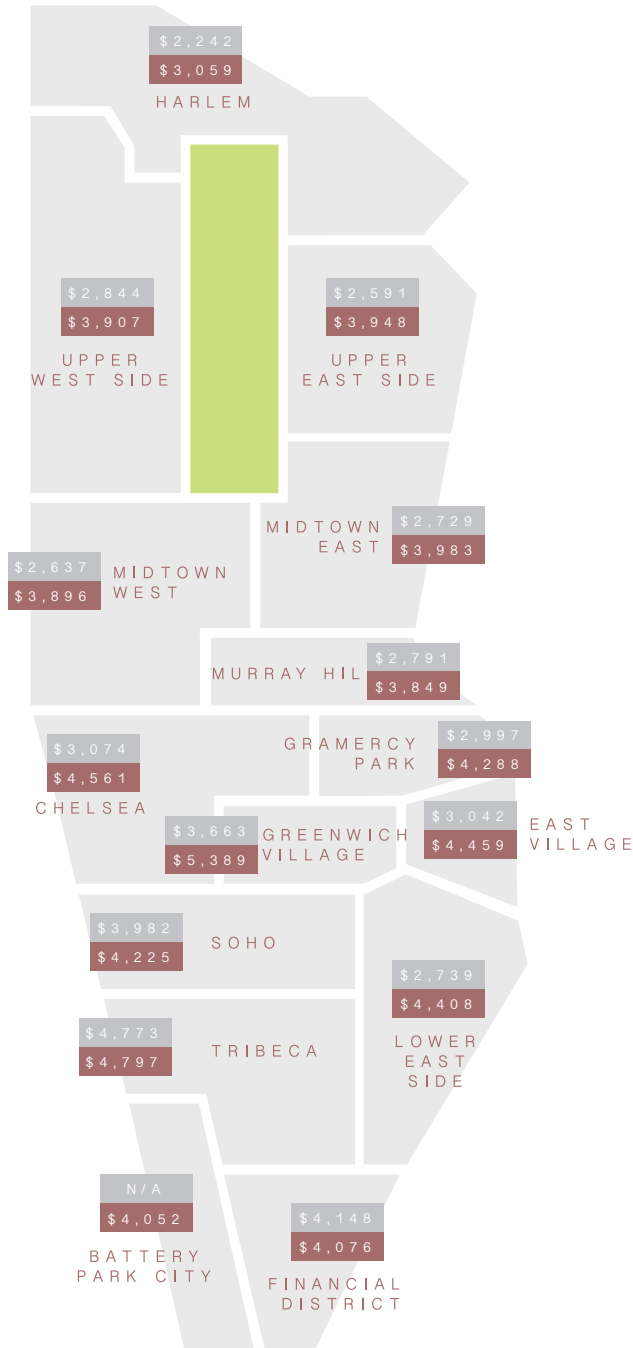 $2,242
$3,059
HARLEM
$2,844
$3,907
UPPER
WEST SIDE
$2,591
$3,948
UPPER
EAST SIDE
MIDTOWN
EAST
$2,729
$3,983
$2,637
$3,896
MIDTOWN
WEST
MURRAY HIL
$2,791
$3,849
$3,074
$4,561
CHELSEA
GRAMERCY
PARK
$2,997
$4,288
$3,663
$5,389
GREENWICH
VILLAGE
$3,042
$4,459
EAST
VILLAGE
$3,982
$4,225
SOHO
$2,739
$4,408
LOWER
EAST
SIDE
$4,773
$4,797
TRIBECA
N/A
$4,052
BATTERY
PARK CITY
$4,148
$4,076
FINANCIAL
DISTRICT